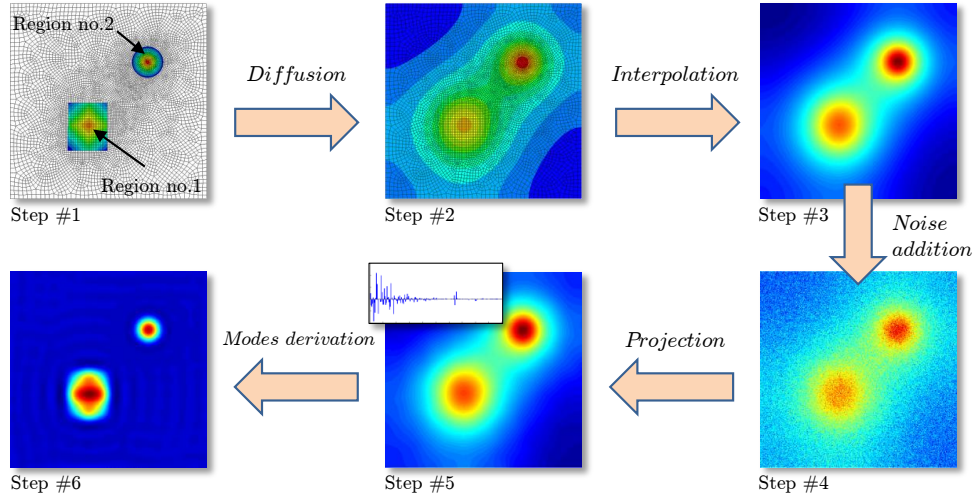 Region no.2
Region no.1
Step #1
Diffusion
Step #2
Interpolation
Step #3
Noise
addition
Step #4
Projection
Step #5
Modes derivation
Step #6